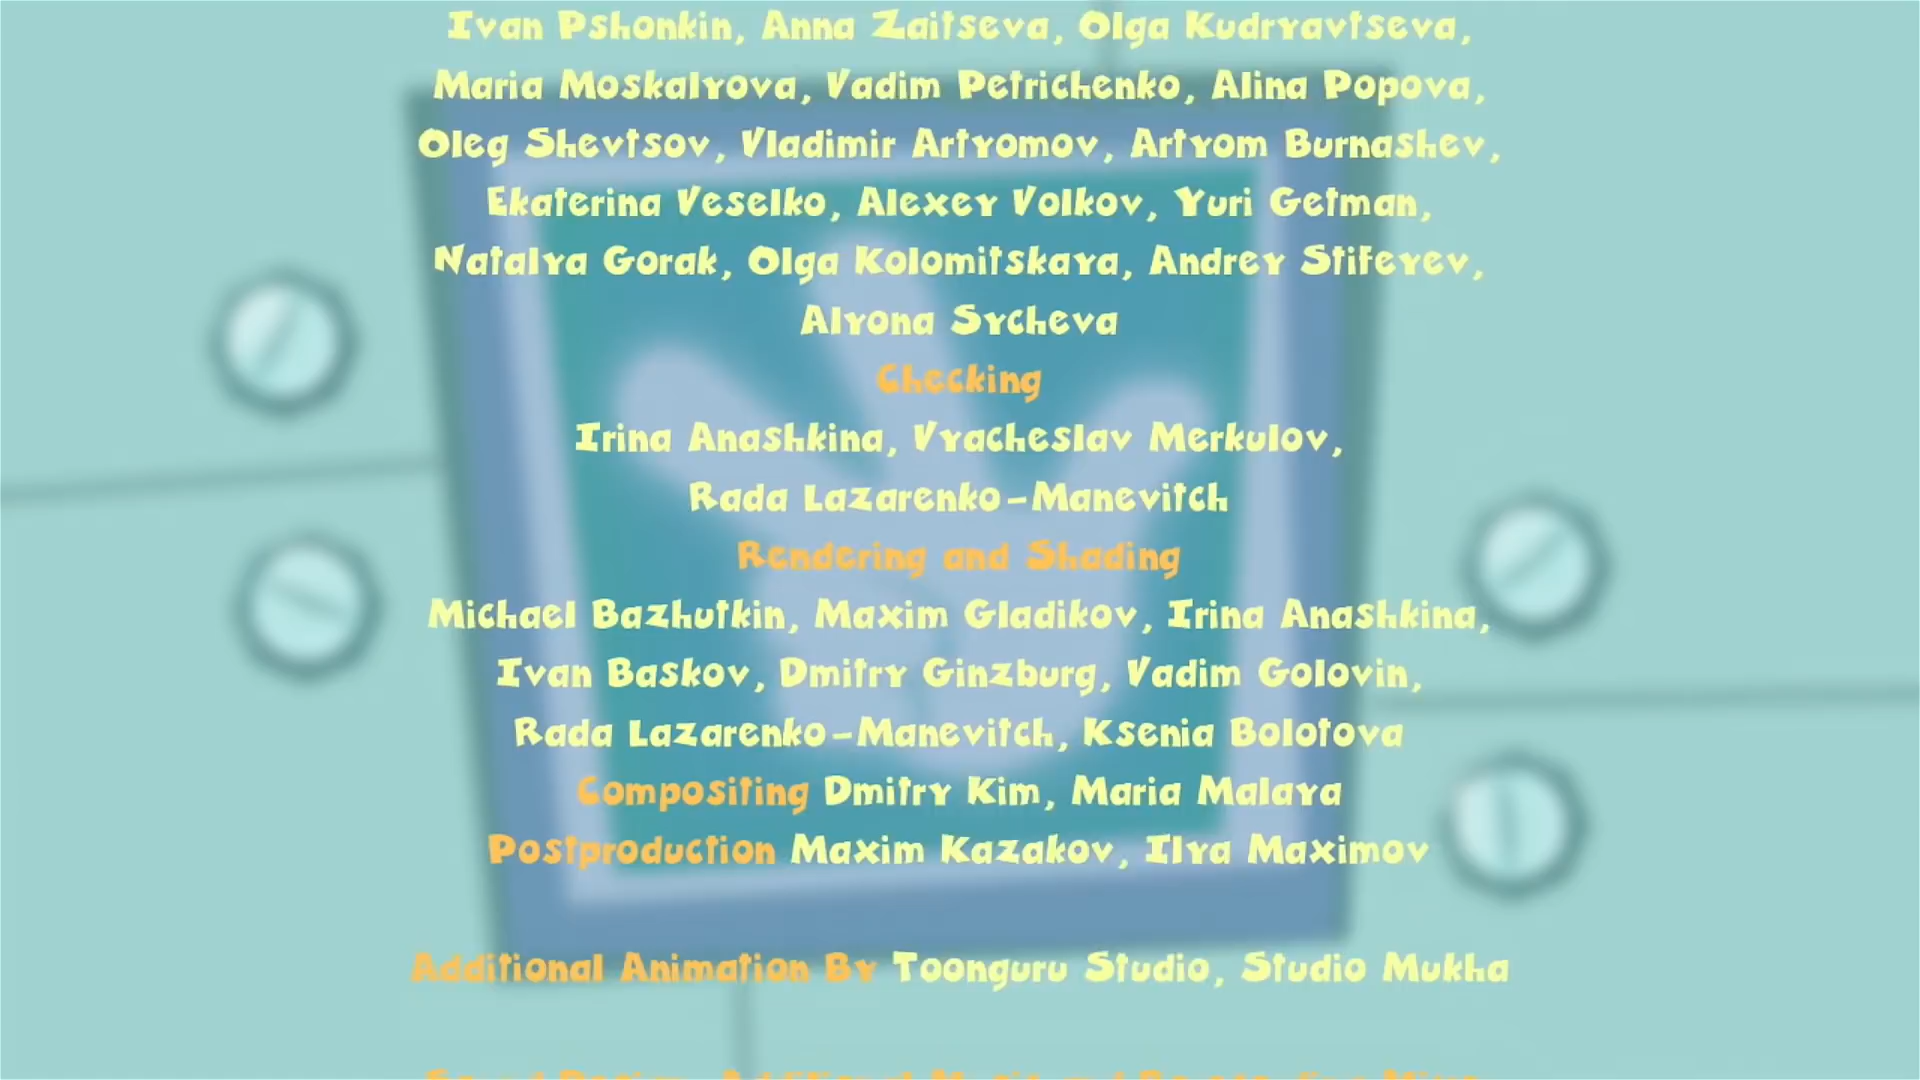 Ivan Pshonkin, Anna Zaitseva, Olga Kudryavtseva,
Maria Moskalyova, Vadim Petrichenko, Alina Popova,
Oleg Shevtsov, Vladimir Artyomov, Artyom Burnashev,
Ekaterina Veselko, Alexey Volkov, Yuri Getman,
Natalya Gorak, Olga Kolomitskaya, Andrey Stifeyev,
Alyona Sycheva
Checking
Irina Anashkina, Vyacheslav Merkulov,
Rada Lazarenko-Manevitch
Rendering and Shading
Michael Bazhutkin, Maxim Gladikov, Irina Anashkina,
Ivan Baskov, Dmitry Ginzburg, Vadim Golovin,
Rada Lazarenko-Manevitch, Ksenia Bolotova
Compositing Dmitry Kim, Maria Malaya
Postproduction Maxim Kazakov, Ilya Maximov
Additional Animation By Toonguru Studio, Studio Mukha